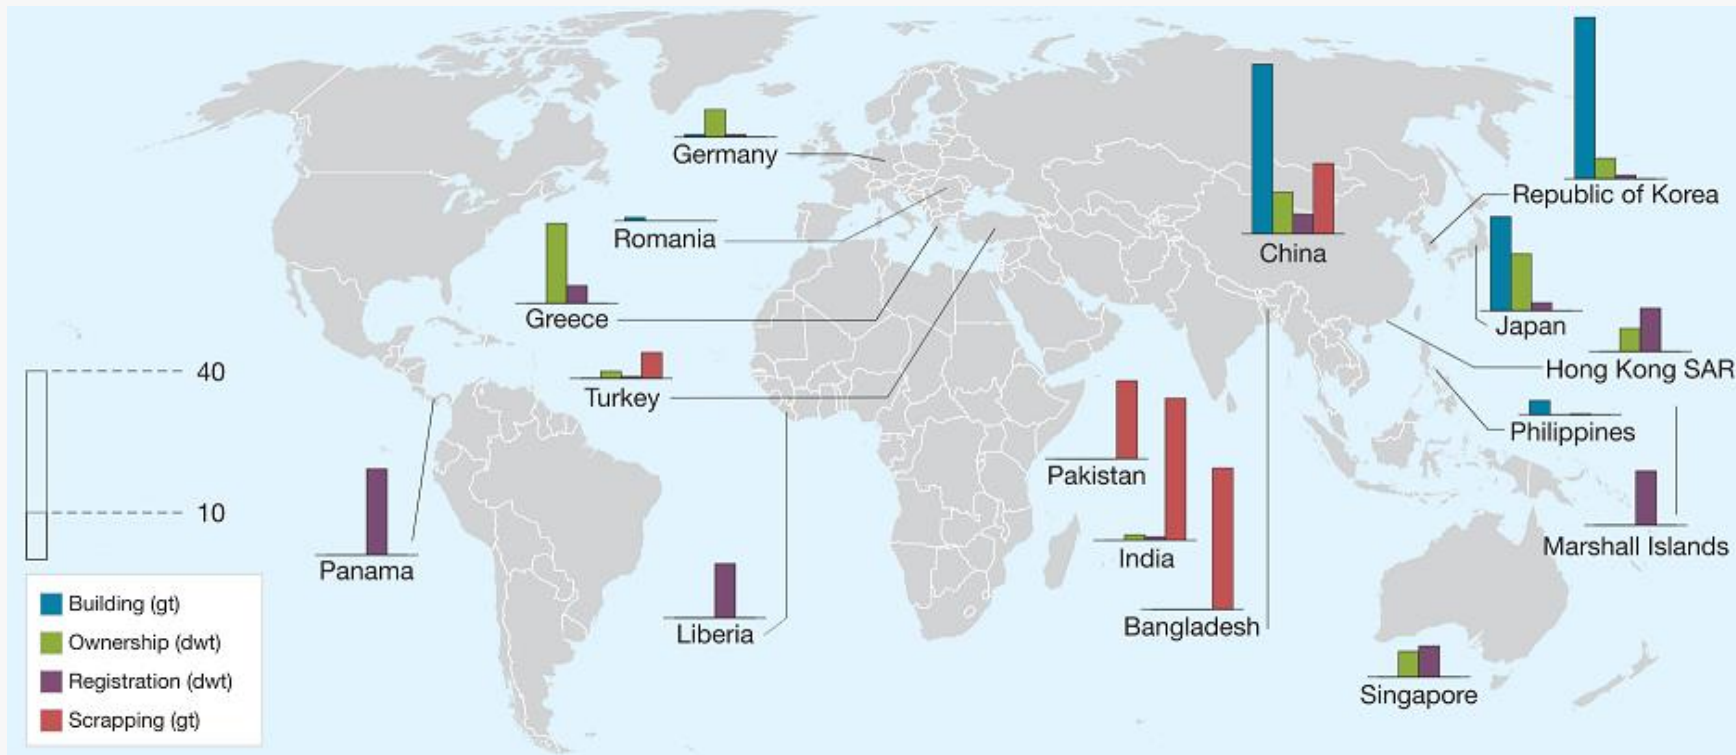 Germany
Romania
Greece
Turkey
Panama
Liberia
Pakistan
India
Bangladesh
China
Republic of Korea
Japan
Hong Kong SAR
Philippines
Marshall Islands
Singapore
40
10
Building (gt)
Ownership (dwt)
Registration (dwt)
Scrapping (gt)